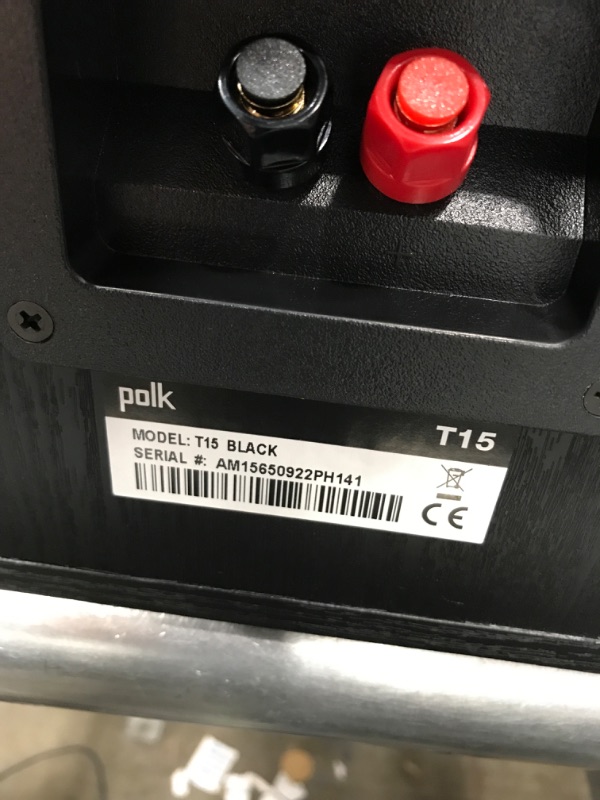 polk
T15
MODEL: T15 BLACK
SERIAL #: AM15650922PH141
CE